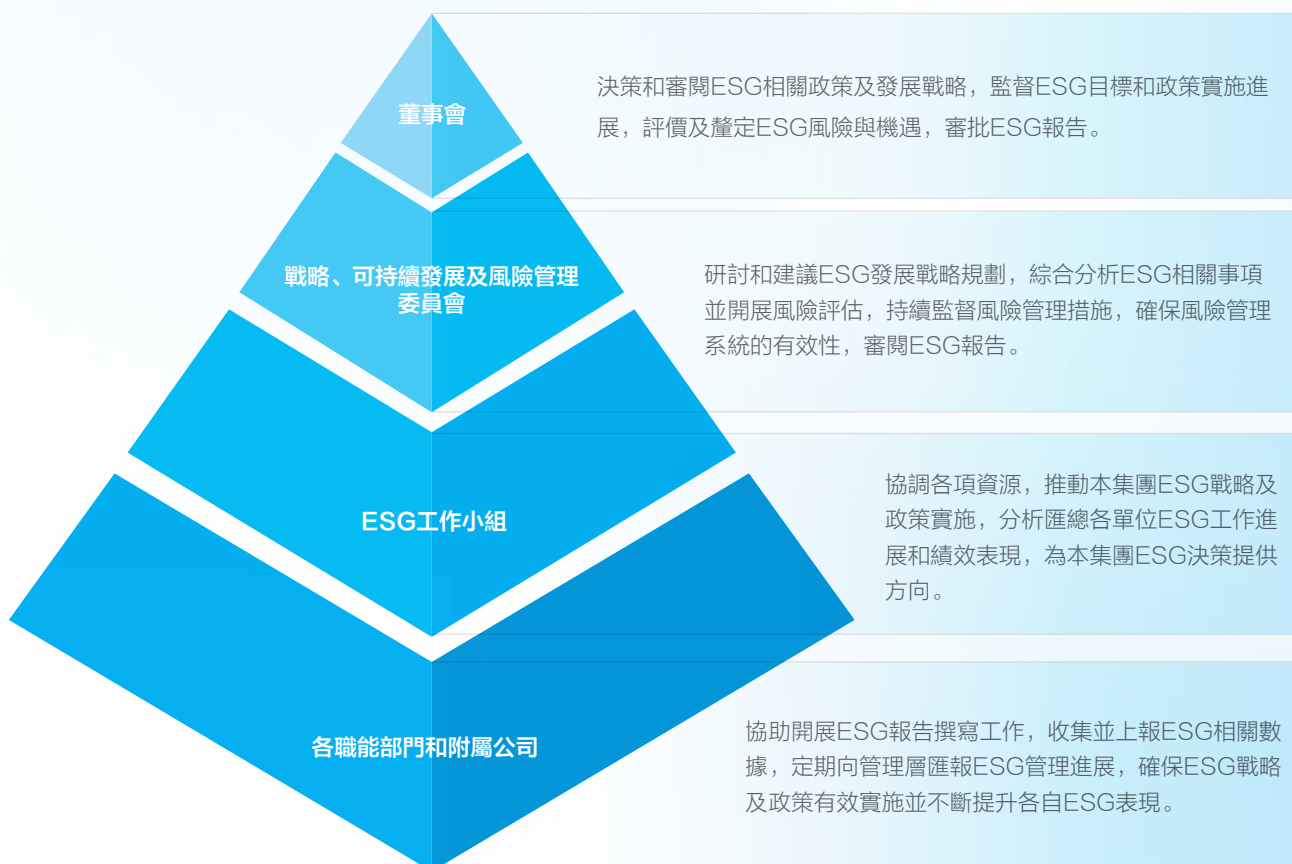 董事會
決策和審閱ESG相關政策及發展戰略，監督ESG目標和政策實施進
展，評價及釐定ESG風險與機遇，審批ESG報告。
戰略、可持續發展及風險管理
委員會
研討和建議ESG發展戰略規劃，綜合分析ESG相關事項
並開展風險評估，持續監督風險管理措施，確保風險管理
系統的有效性，審閱ESG報告。
ESG工作小組
協調各項資源，推動本集團ESG戰略及
政策實施，分析匯總各單位ESG工作進
展和績效表現，為本集團ESG決策提供
方向。
各職能部門和附屬公司
協助開展ESG報告撰寫工作，收集並上報ESG相關數
據，定期向管理層匯報ESG管理進展，確保ESG戰略
及政策有效實施並不斷提升各自ESG表現。